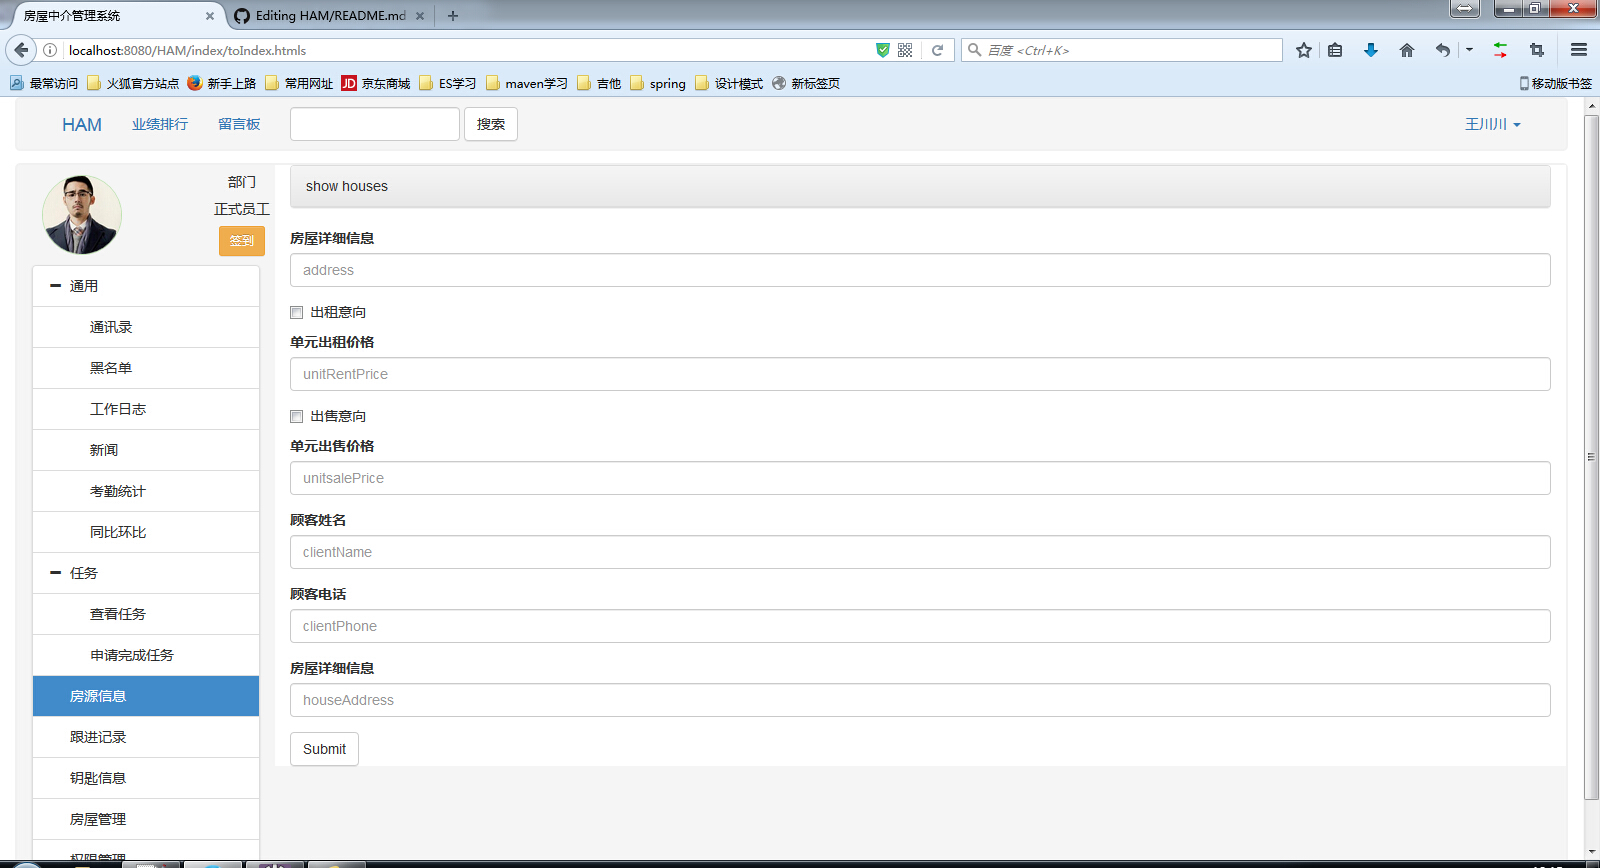 房屋中介管理系统
Editing HAM/README.md
localhost:8080/HAM/index/toIndex.htmls
百度 <Ctrl+K>
最常访问 火狐官方站点 新手上路 常用网址 JD 京东商城 ES学习 maven学习 吉他 spring 设计模式 新标签页 移动版书签
HAM 业绩排行 留言板 搜索 王川川
部门
正式员工
签到
通用
通讯录
黑名单
工作日志
新闻
考勤统计
同比环比
任务
查看任务
申请完成任务
房源信息
跟进记录
钥匙信息
房屋管理
权限管理
show houses
房屋详细信息
address
出租意向
单元出租价格
unitRentPrice
出售意向
单元出售价格
unitsalePrice
顾客姓名
clientName
顾客电话
clientPhone
房屋详细信息
houseAddress
Submit